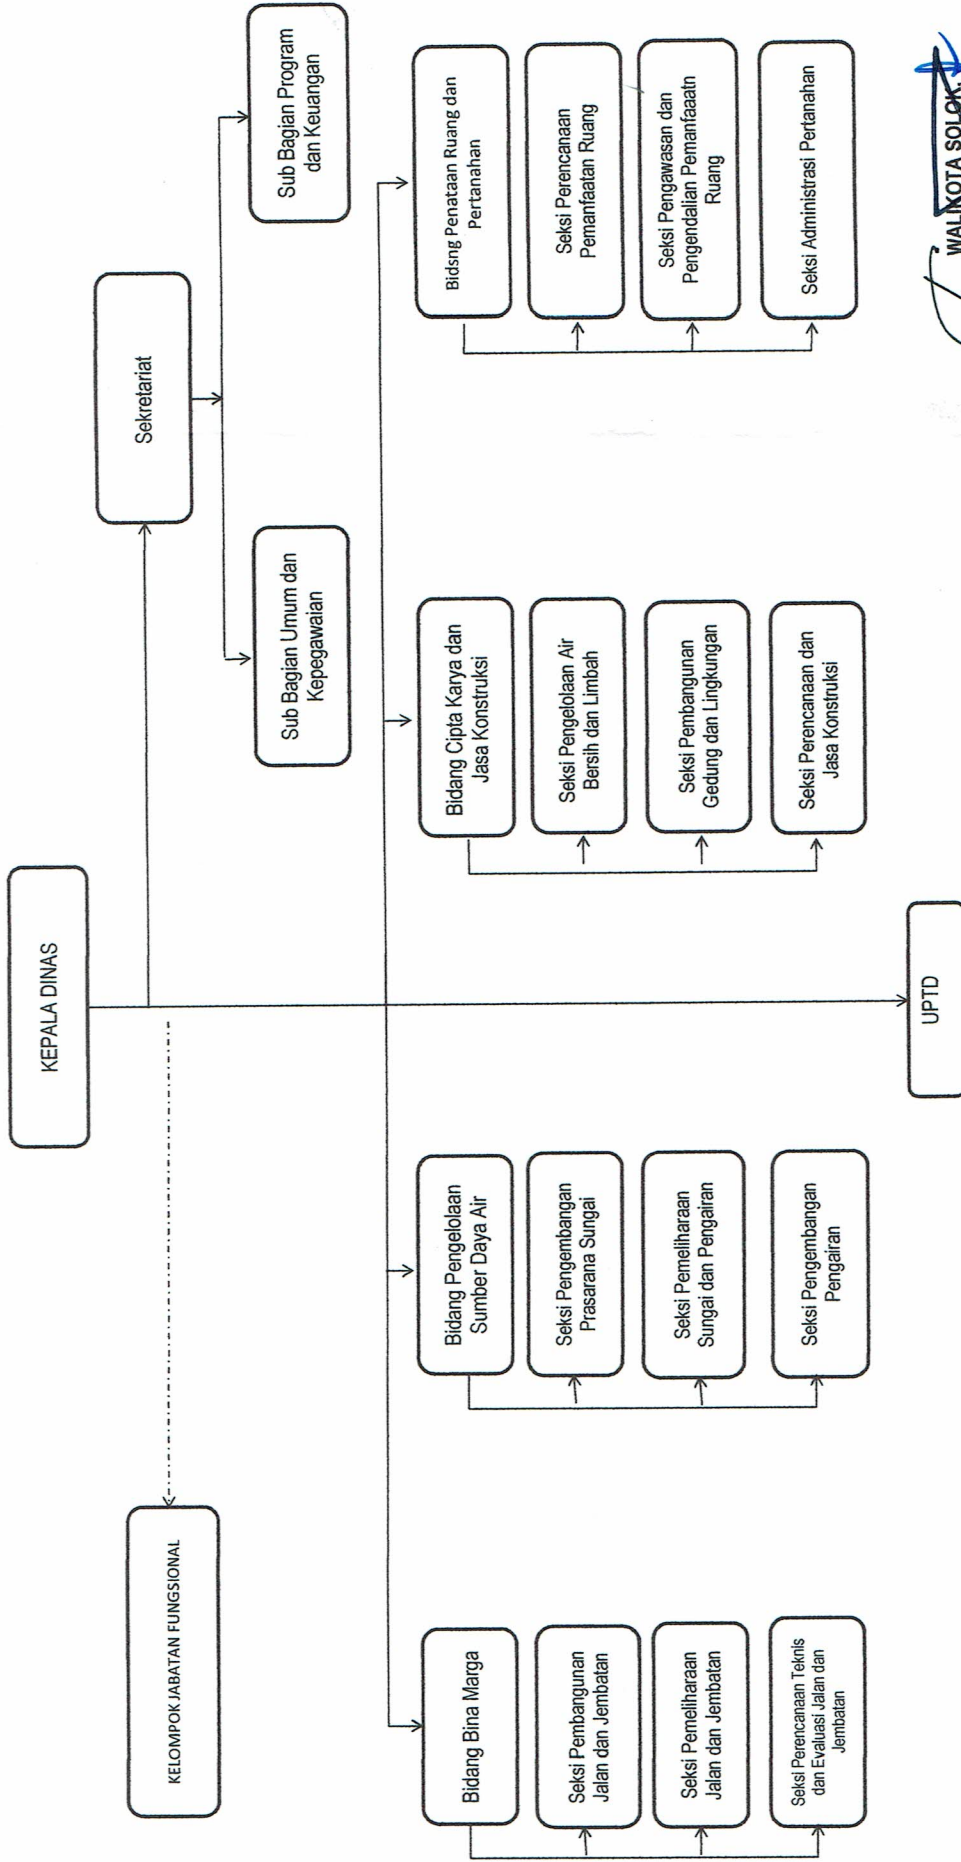 KEPALA DINAS
Sekretariat
KELOMPOK JABATAN FUNGSIONAL
Sub Bagian Umum dan
Kepegawaian
Sub Bagian Program
dan Keuangan
Bidang Bina Marga
Seksi Pembangunan
Jalan dan Jembatan
Seksi Pemeliharaan
Jalan dan Jembatan
Seksi Perencanaan Teknis
dan Evaluasi Jalan dan
Jembatan
Bidang Pengelolaan
Sumber Daya Air
Seksi Pengembangan
Prasarana Sungai
Seksi Pemeliharaan
Sungai dan Pengairan
Seksi Pengembangan
Pengairan
Bidang Cipta Karya dan
Jasa Konstruksi
Seksi Pengelolaan Air
Bersih dan Limbah
Seksi Pembangunan
Gedung dan Lingkungan
Seksi Perencanaan dan
Jasa Konstruksi
Bidsng Penataan Ruang dan
Pertanahan
Seksi Perencanaan
Pemanfaatan Ruang
Seksi Pengawasan dan
Pengendalian Pemanfaaatn
Ruang
Seksi Administrasi Pertanahan
UPTD
WALIKOTA SOLOK,